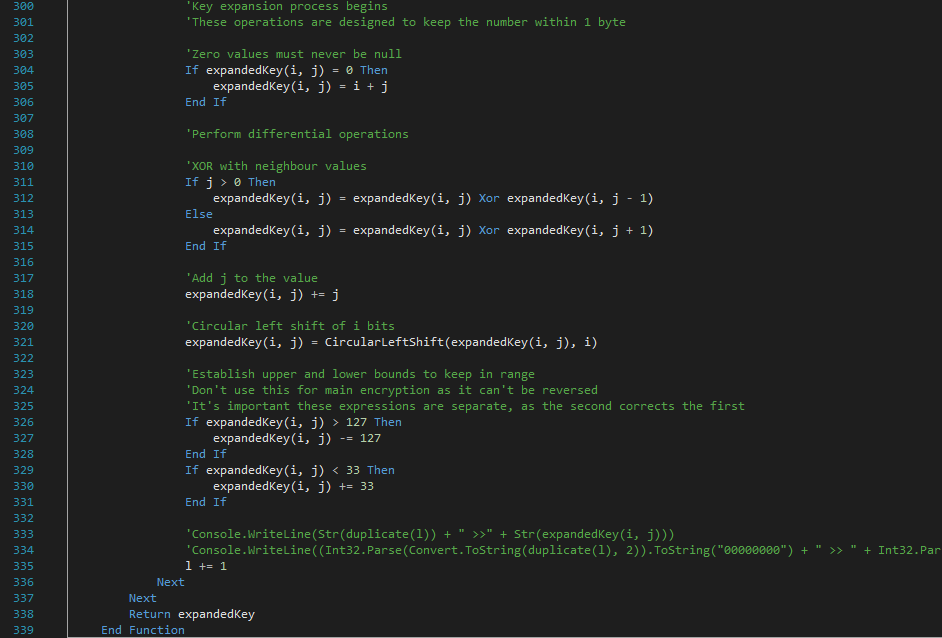 300 'Key expansion process begins
301 'These operations are designed to keep the number within 1 byte
302
303 'Zero values must never be null
304 If expandedKey(i, j) = 0 Then
305 expandedKey(i, j) = i + j
306 End If
307
308 'Perform differential operations
309
310 'XOR with neighbour values
311 If j > 0 Then
312 expandedKey(i, j) = expandedKey(i, j) Xor expandedKey(i, j - 1)
313 Else
314 expandedKey(i, j) = expandedKey(i, j) Xor expandedKey(i, j + 1)
315 End If
316
317 'Add j to the value
318 expandedKey(i, j) += j
319
320 'Circular left shift of i bits
321 expandedKey(i, j) = CircularLeftShift(expandedKey(i, j), i)
322
323 'Establish upper and lower bounds to keep in range
324 'Don't use this for main encryption as it can't be reversed
325 'It's important these expressions are separate, as the second corrects the first
326 If expandedKey(i, j) > 127 Then
327 expandedKey(i, j) -= 127
328 End If
329 If expandedKey(i, j) < 33 Then
330 expandedKey(i, j) += 33
331 End If
332
333 'Console.WriteLine(Str(duplicate(l)) + " >>" + Str(expandedKey(i, j)))
334 'Console.WriteLine((Int32.Parse(Convert.ToString(duplicate(l), 2)).ToString("00000000") + " >> " + Int32.Par
335 l += 1
336 Next
337 Next
338 Return expandedKey
339 End Function